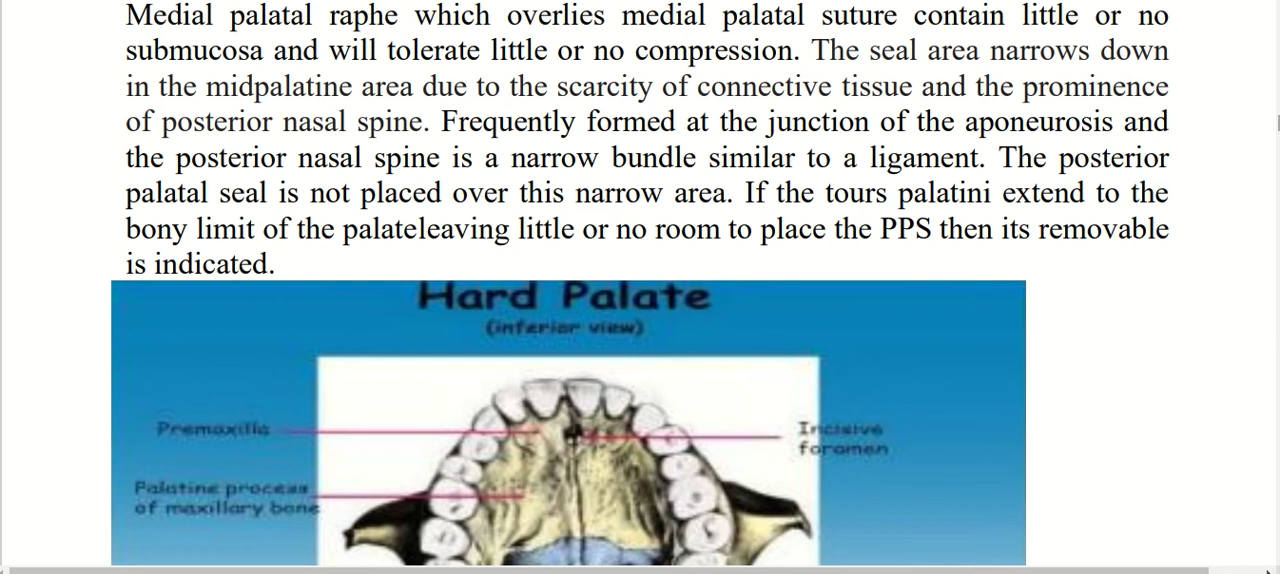 Medial palatal raphe which overlies medial palatal suture contain little or no
submucosa and will tolerate little or no compression. The seal area narrows down
in the midpalatine area due to the scarcity of connective tissue and the prominence
of posterior nasal spine. Frequently formed at the junction of the aponeurosis and
the posterior nasal spine is a narrow bundle similar to a ligament. The posterior
palatal seal is not placed over this narrow area. If the tours palatini extend to the
bony limit of the palateleaving little or no room to place the PPS then its removable
is indicated.
Hard Palate
(inferior view)
Premaxilla
Incisive
foramen
Palatine process
of maxillary bone